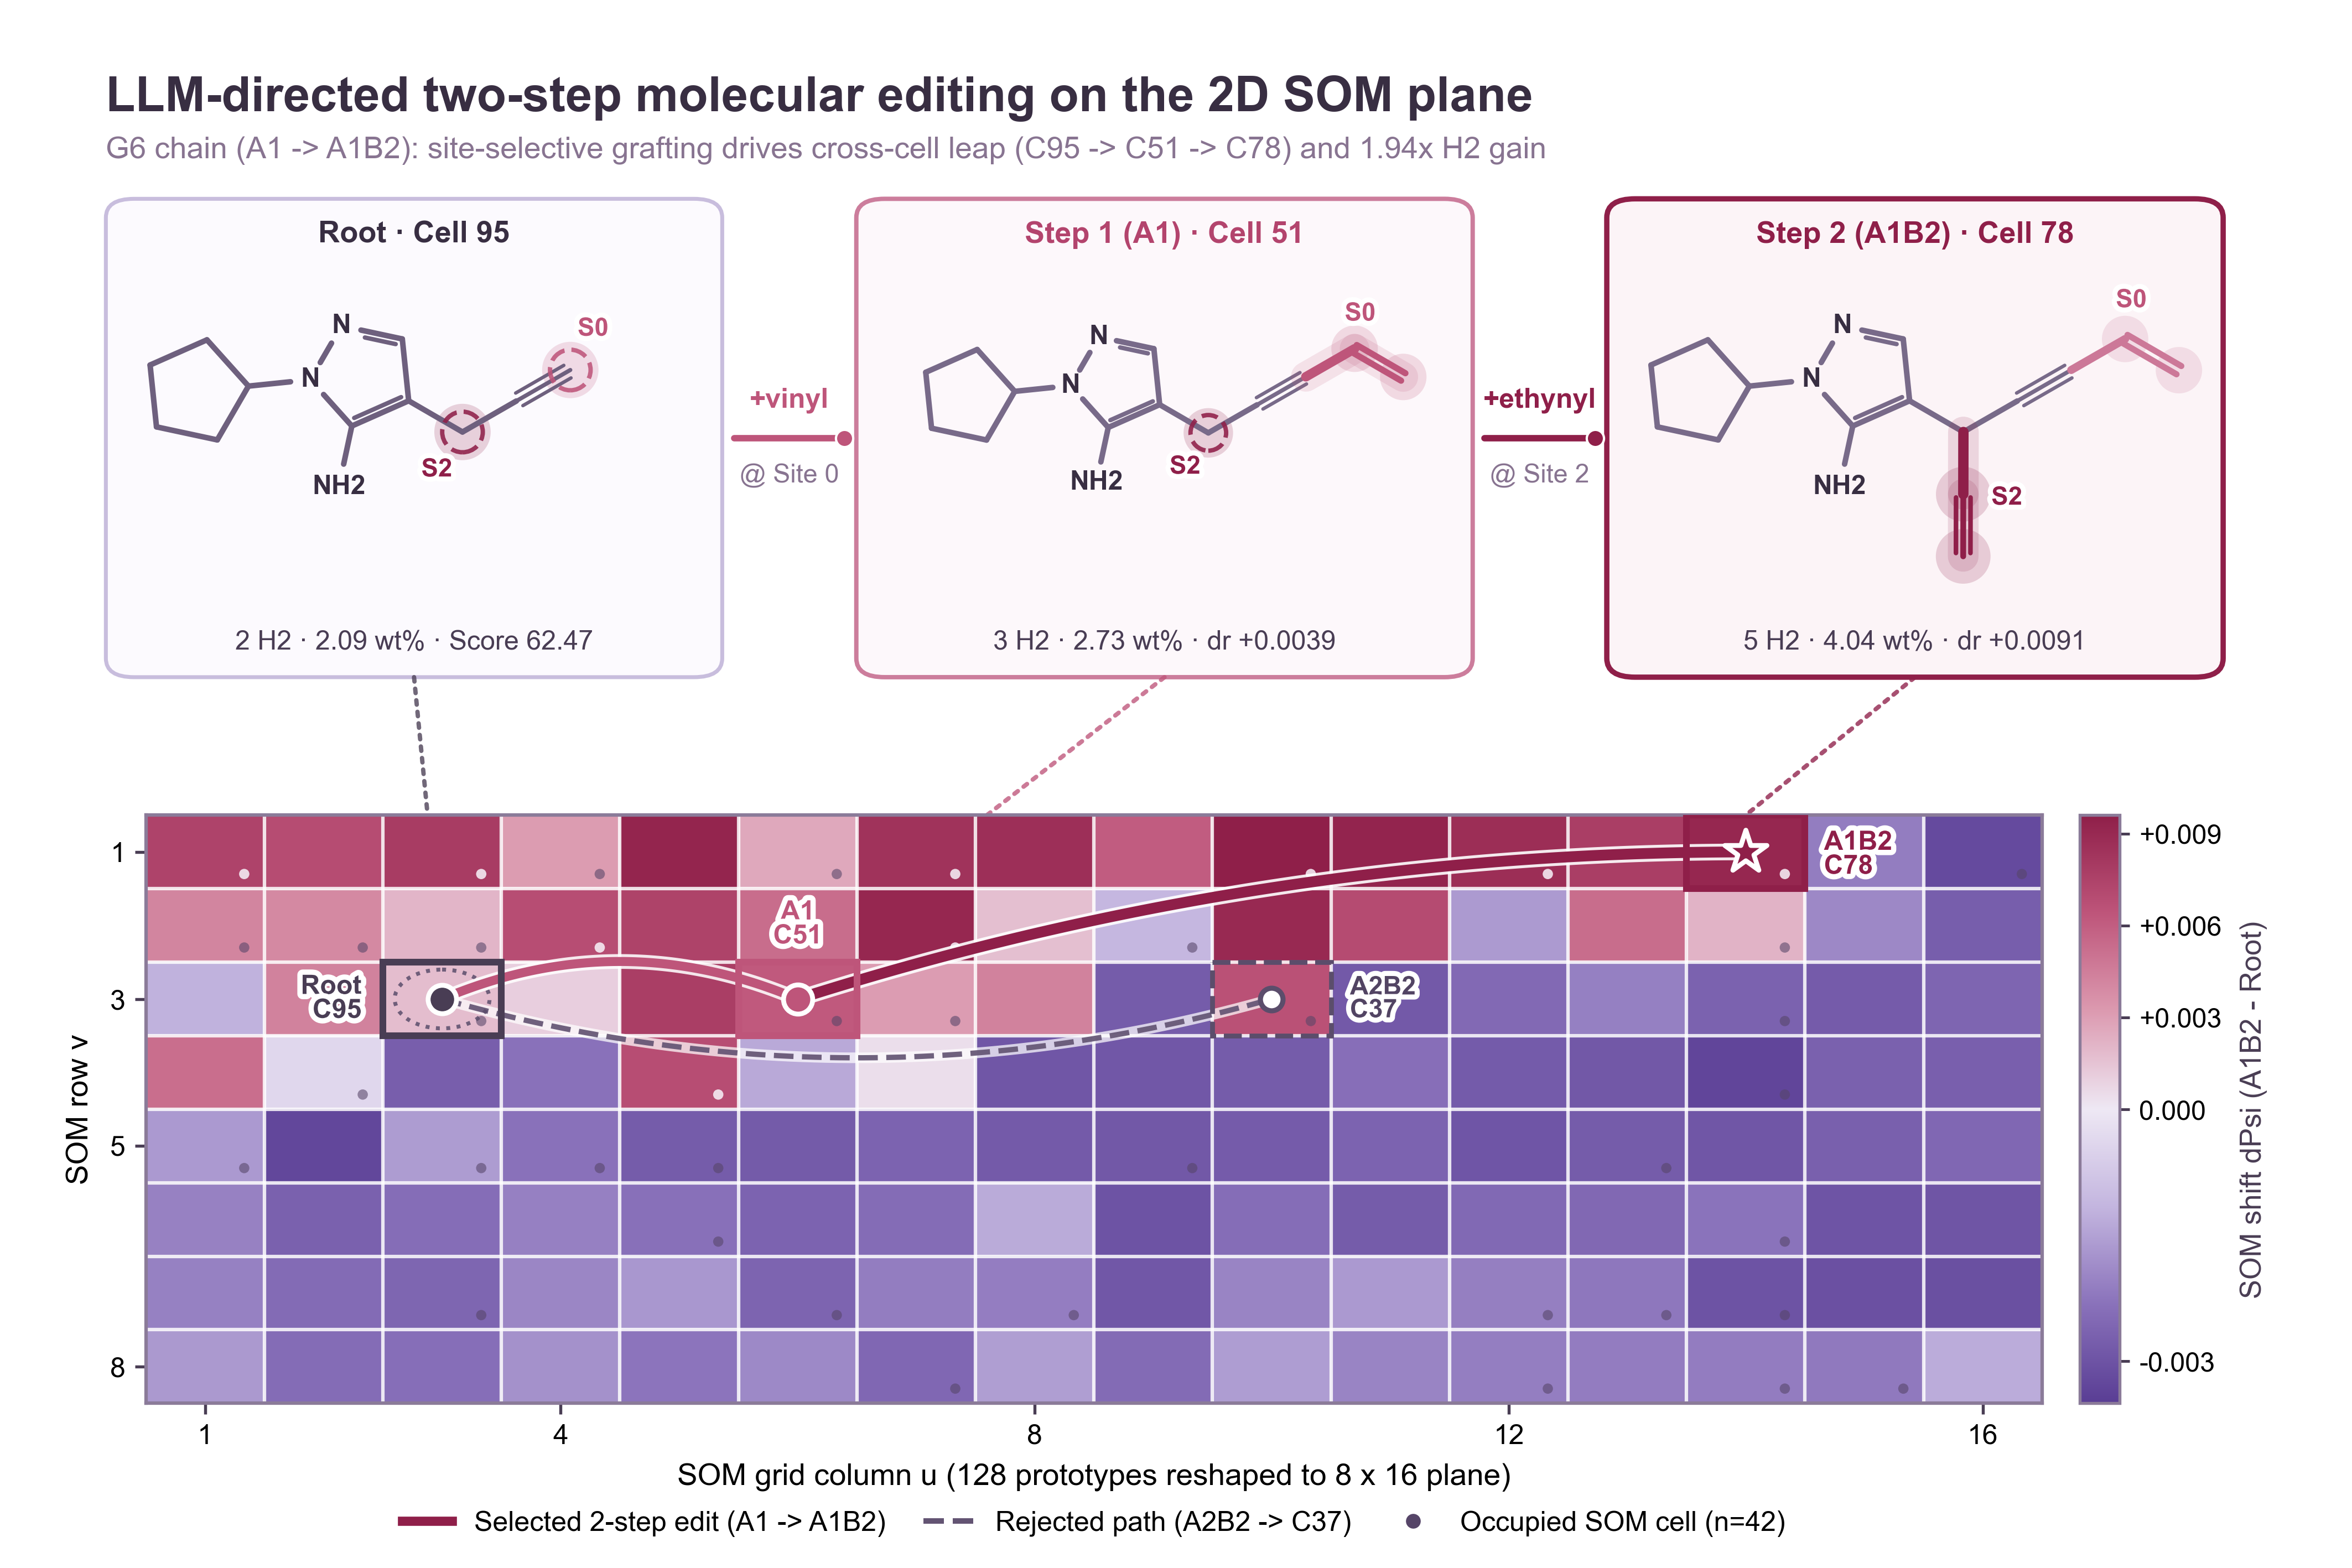 LLM-directed two-step molecular editing on the 2D SOM plane
G6 chain (A1 -> A1B2): site-selective grafting drives cross-cell leap (C95 -> C51 -> C78) and 1.94x H2 gain
Root · Cell 95
N
N
NH2
S0
S2
2 H2 · 2.09 wt% · Score 62.47
+vinyl
@ Site 0
Step 1 (A1) · Cell 51
N
N
NH2
S0
S2
3 H2 · 2.73 wt% · dr +0.0039
+ethynyl
@ Site 2
Step 2 (A1B2) · Cell 78
N
N
NH2
S0
S2
5 H2 · 4.04 wt% · dr +0.0091
SOM row v
1
3
5
8
A1B2
C78
A1
C51
Root
C95
A2B2
C37
1
4
8
12
16
SOM grid column u (128 prototypes reshaped to 8 x 16 plane)
+0.009
+0.006
+0.003
0.000
-0.003
SOM shift dPsi (A1B2 - Root)
Selected 2-step edit (A1 -> A1B2)
Rejected path (A2B2 -> C37)
Occupied SOM cell (n=42)